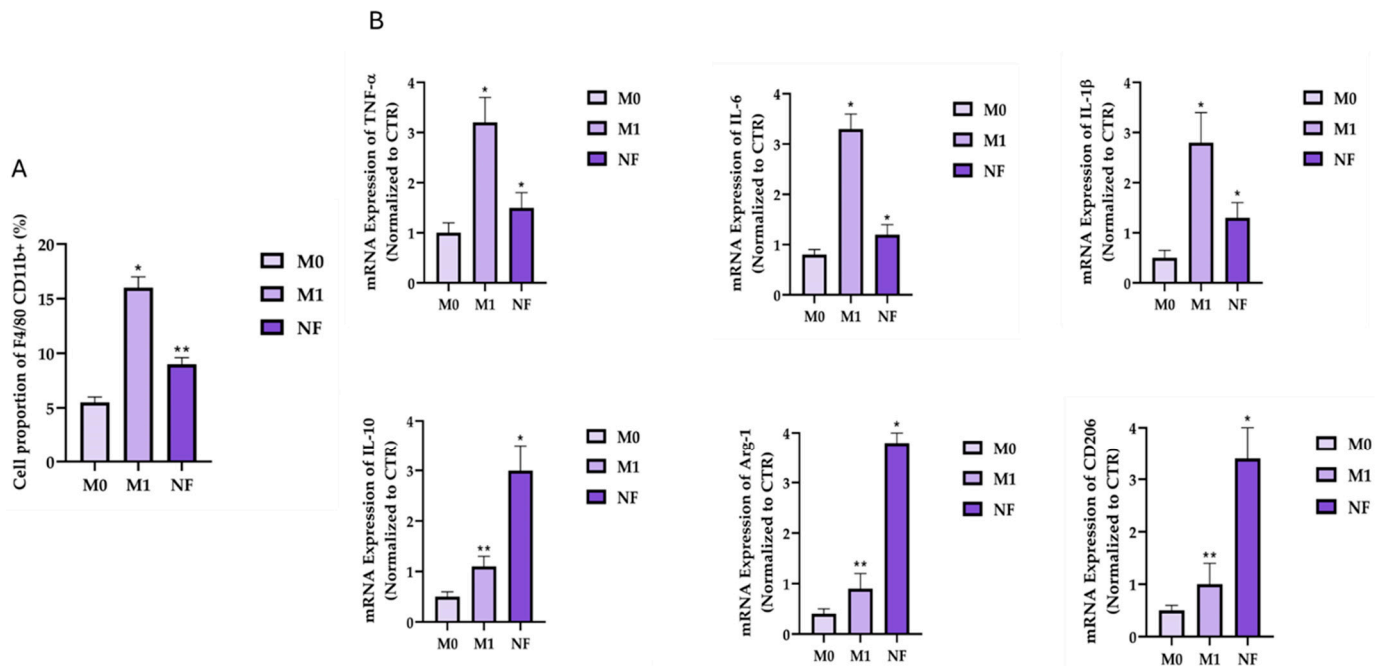 A
Cell proportion of F4/80 CD11b+ (%)
20
15
10
5
0
*
**
M0 M1 NF
M0
M1
NF
B
mRNA Expression of TNF-α
(Normalized to CTR)
4
3
2
1
0
*
*
M0 M1 NF
M0
M1
NF
mRNA Expression of IL-6
(Normalized to CTR)
4
3
2
1
0
*
*
M0 M1 NF
M0
M1
NF
mRNA Expression of IL-1β
(Normalized to CTR)
4
3
2
1
0
*
*
M0 M1 NF
M0
M1
NF
mRNA Expression of IL-10
(Normalized to CTR)
4
3
2
1
0
**
*
M0 M1 NF
M0
M1
NF
mRNA Expression of Arg-1
(Normalized to CTR)
4
3
2
1
0
**
*
M0 M1 NF
M0
M1
NF
mRNA Expression of CD206
(Normalized to CTR)
4
3
2
1
0
**
*
M0 M1 NF
M0
M1
NF